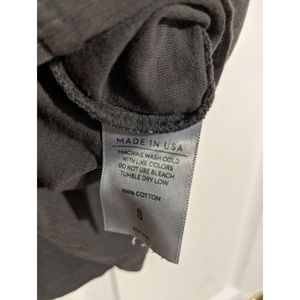 MADE IN USA
MACHINE WASH COLD
WITH LIKE COLORS
DO NOT USE BLEACH
TUMBLE DRY LOW
100% COTTON
S